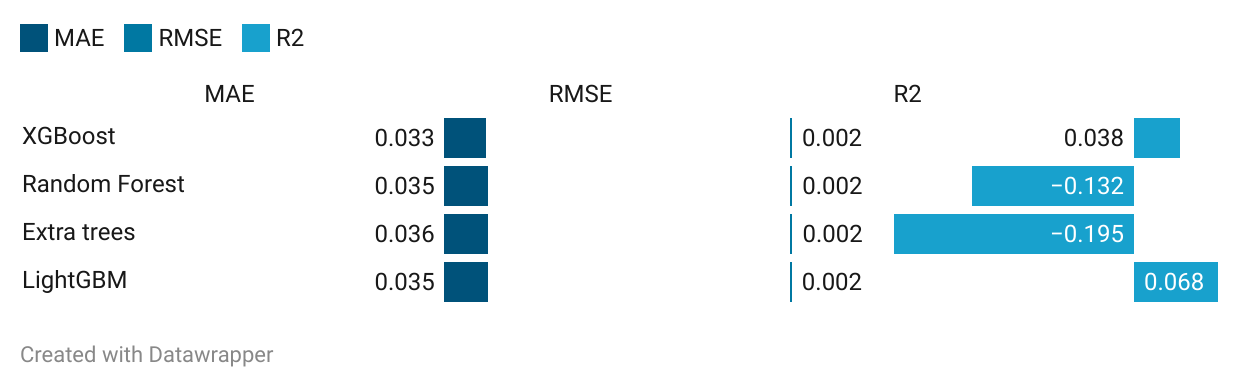 MAE RMSE R2
MAE RMSE R2
XGBoost 0.033 0.002 0.038
Random Forest 0.035 0.002 −0.132
Extra trees 0.036 0.002 −0.195
LightGBM 0.035 0.002 0.068
Created with Datawrapper